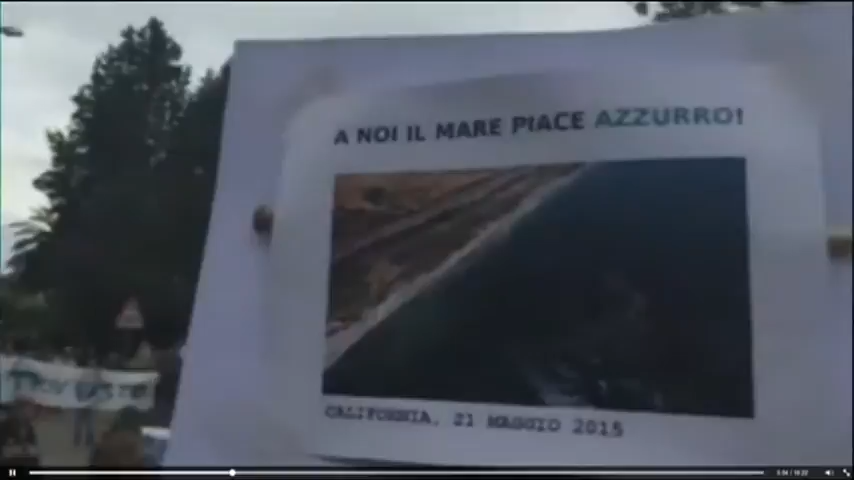 A NOI IL MARE PIACE AZZURRO!
CALIFORNIA, 21 MAGGIO 2015